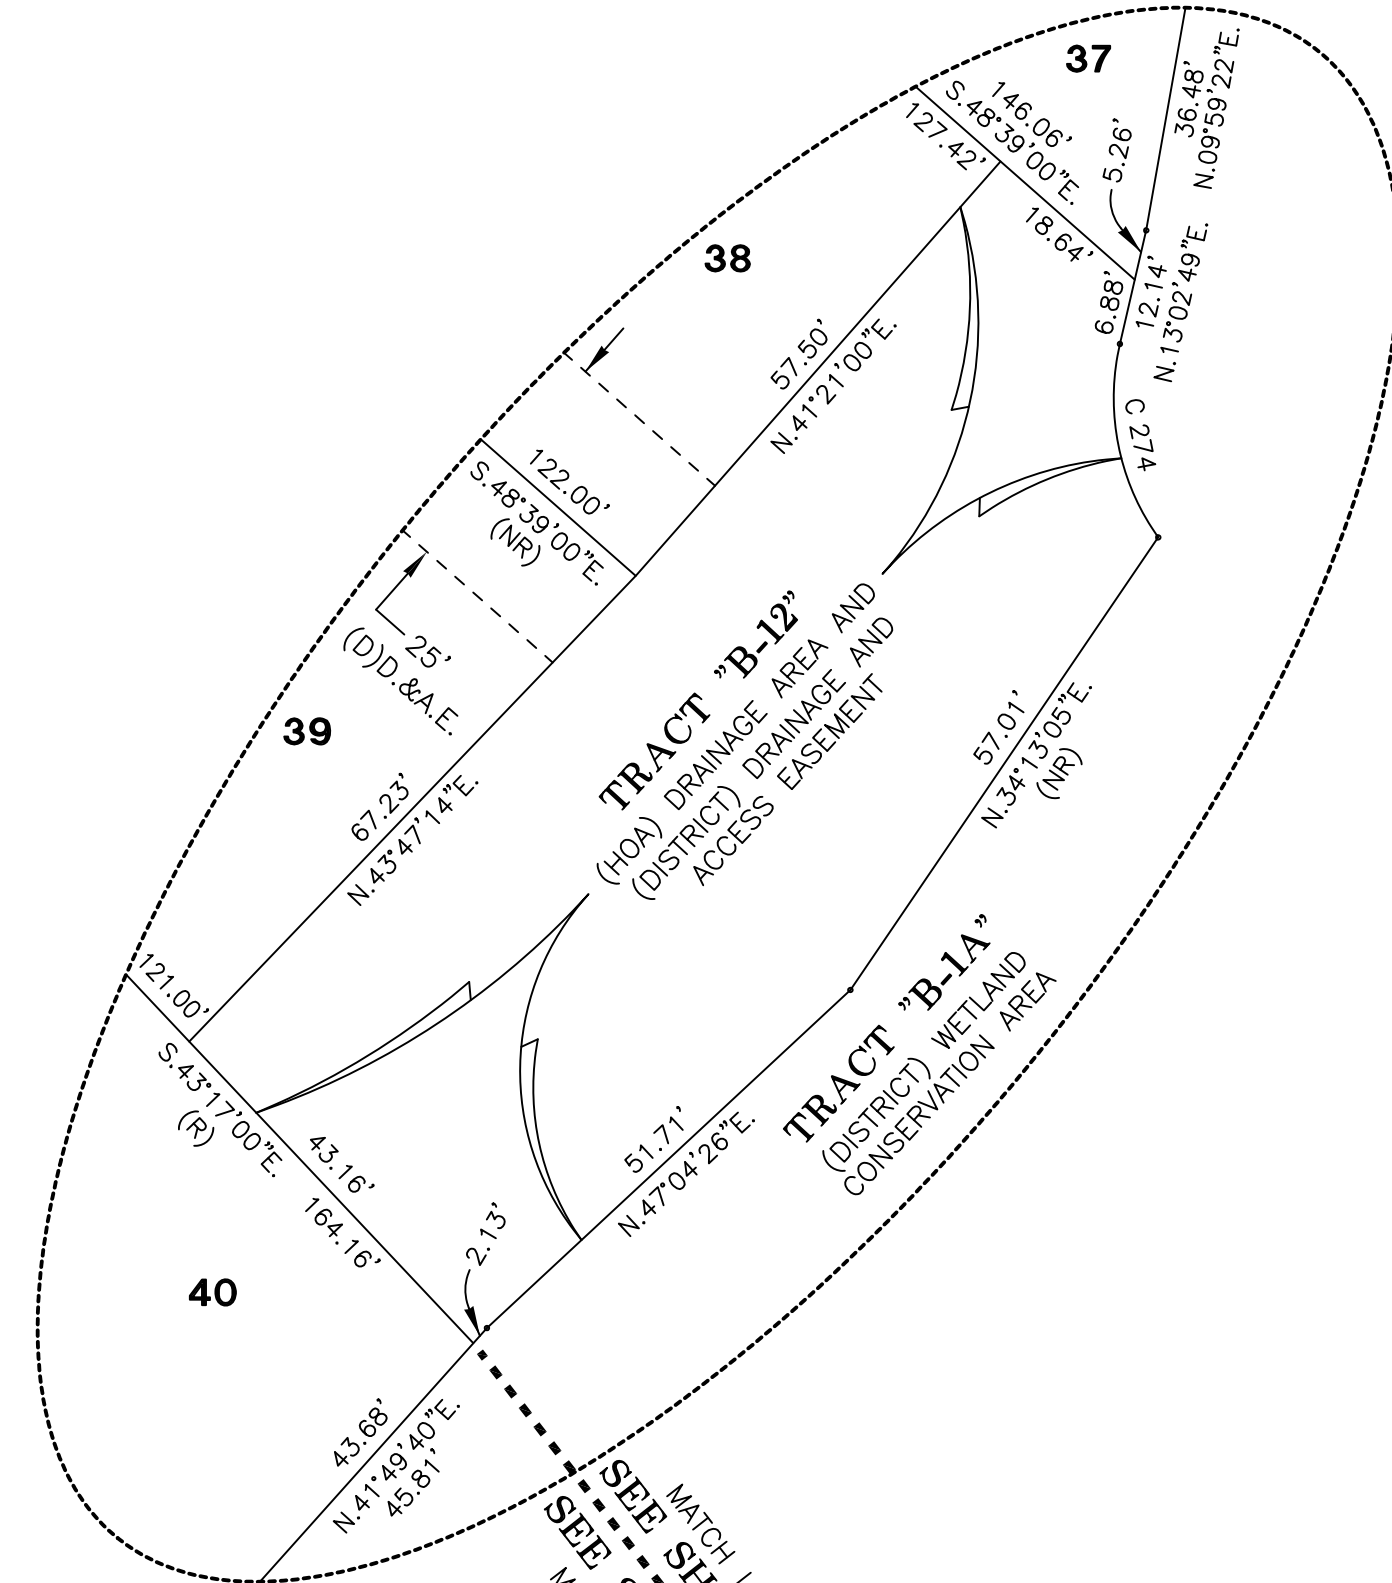 37
146.06'
S.48°39'00"E.
127.42'
18.64'
5.26'
36.48'
N.09°59'22"E.
6.88'
12.14'
N.13°02'49"E.
C 274
38
57.50'
N.41°21'00"E.
122.00'
S.48°39'00"E.
(NR)
25'
(D)D.&A.E.
39
67.23'
N.43°47'14"E.
TRACT "B-12"
(HOA) DRAINAGE AREA AND
(DISTRICT) DRAINAGE AND
ACCESS EASEMENT
57.01'
N.34°13'05"E.
(NR)
TRACT "B-1A"
(DISTRICT) WETLAND
CONSERVATION AREA
121.00'
S.43°17'00"E.
(R)
43.16'
164.16'
51.71'
N.47°04'26"E.
2.13'
40
43.68'
N.41°49'40"E.
45.81'
MATCH
SEE
SEE